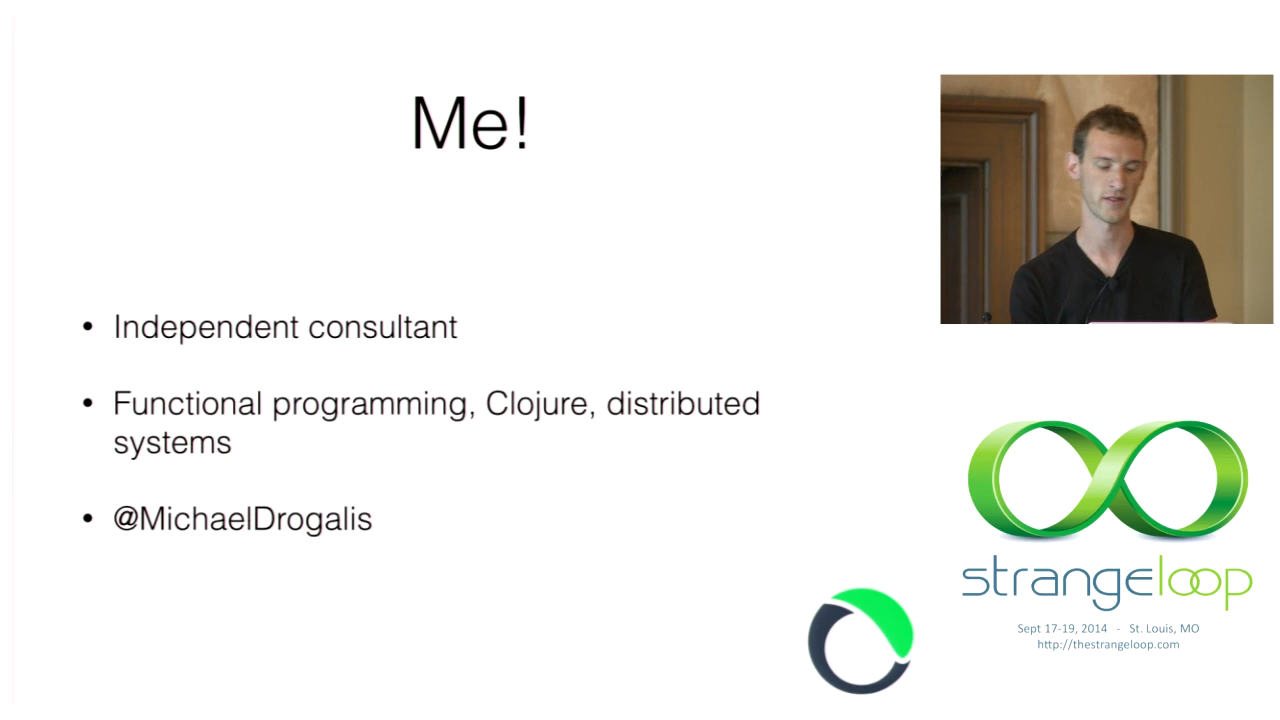 Me!
• Independent consultant
• Functional programming, Clojure, distributed
systems
• @MichaelDrogalis
strangeloop
Sept 17-19, 2014 - St. Louis, MO
http://thestrangeloop.com